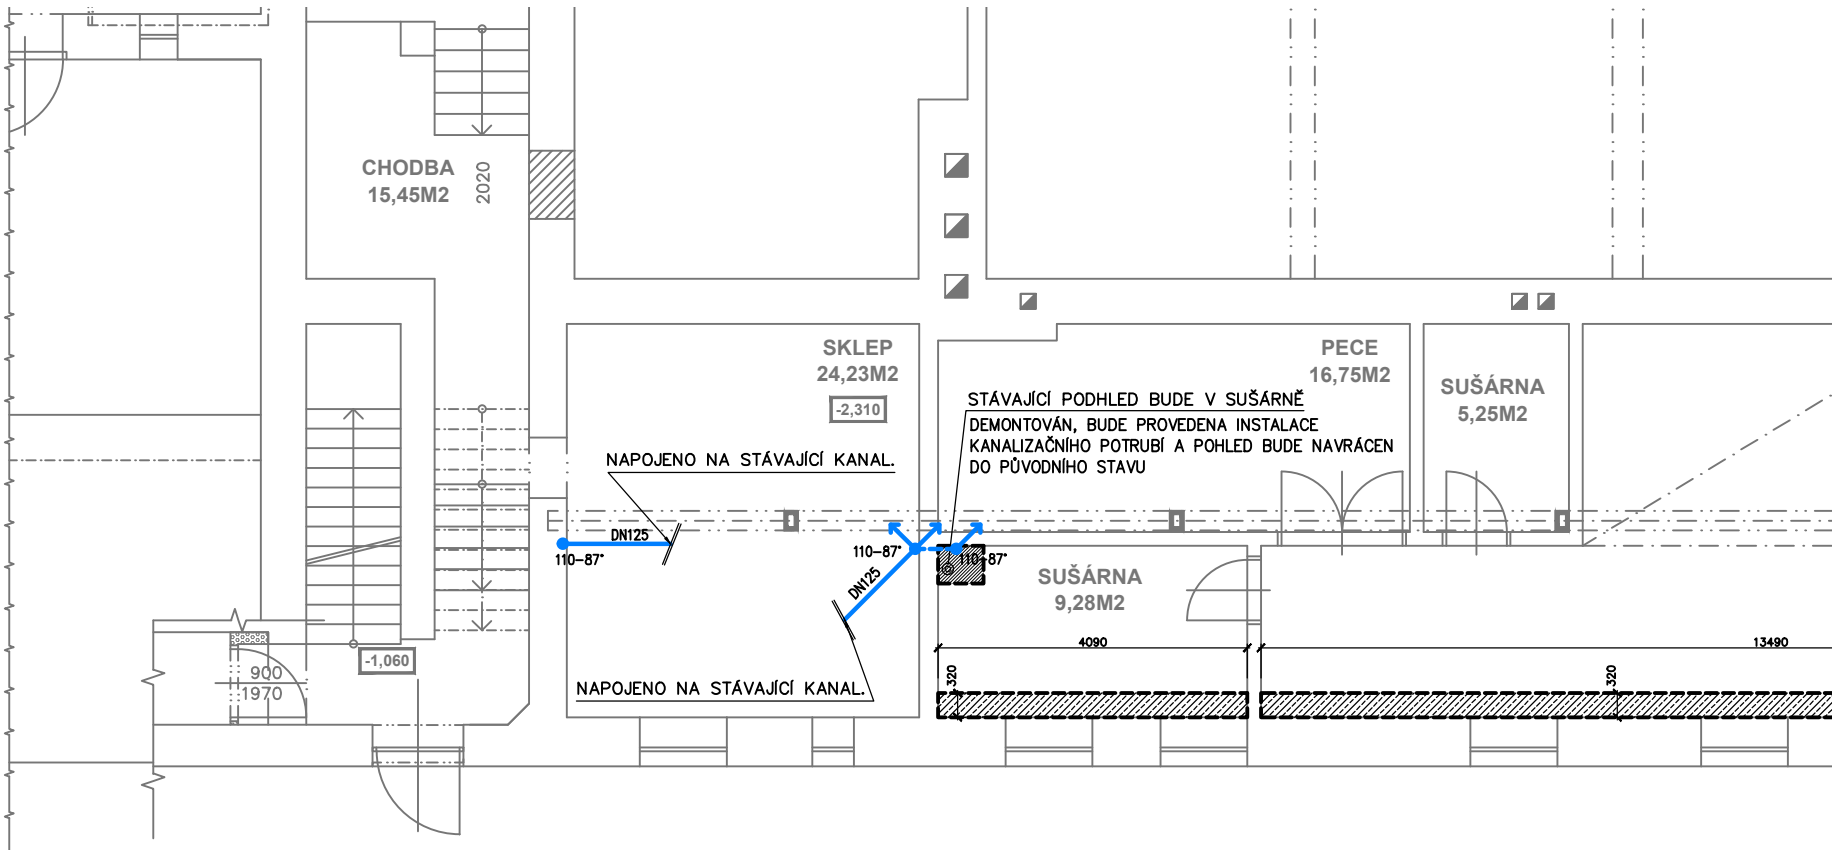 CHODBA
15,45M2
2020
SKLEP
24,23M2
-2,310
PECE
16,75M2
SUŠÁRNA
5,25M2
STÁVAJÍCÍ PODHLED BUDE V SUŠÁRNĚ
DEMONTOVÁN, BUDE PROVEDENA INSTALACE
KANALIZAČNÍHO POTRUBÍ A POHLED BUDE NAVRÁCEN
DO PŮVODNÍHO STAVU
NAPOJENO NA STÁVAJÍCÍ KANAL.
DN125
110-87°
110-87°
110-87°
DN125
SUŠÁRNA
9,28M2
4090
13490
320
320
-1,060
900
1970
NAPOJENO NA STÁVAJÍCÍ KANAL.